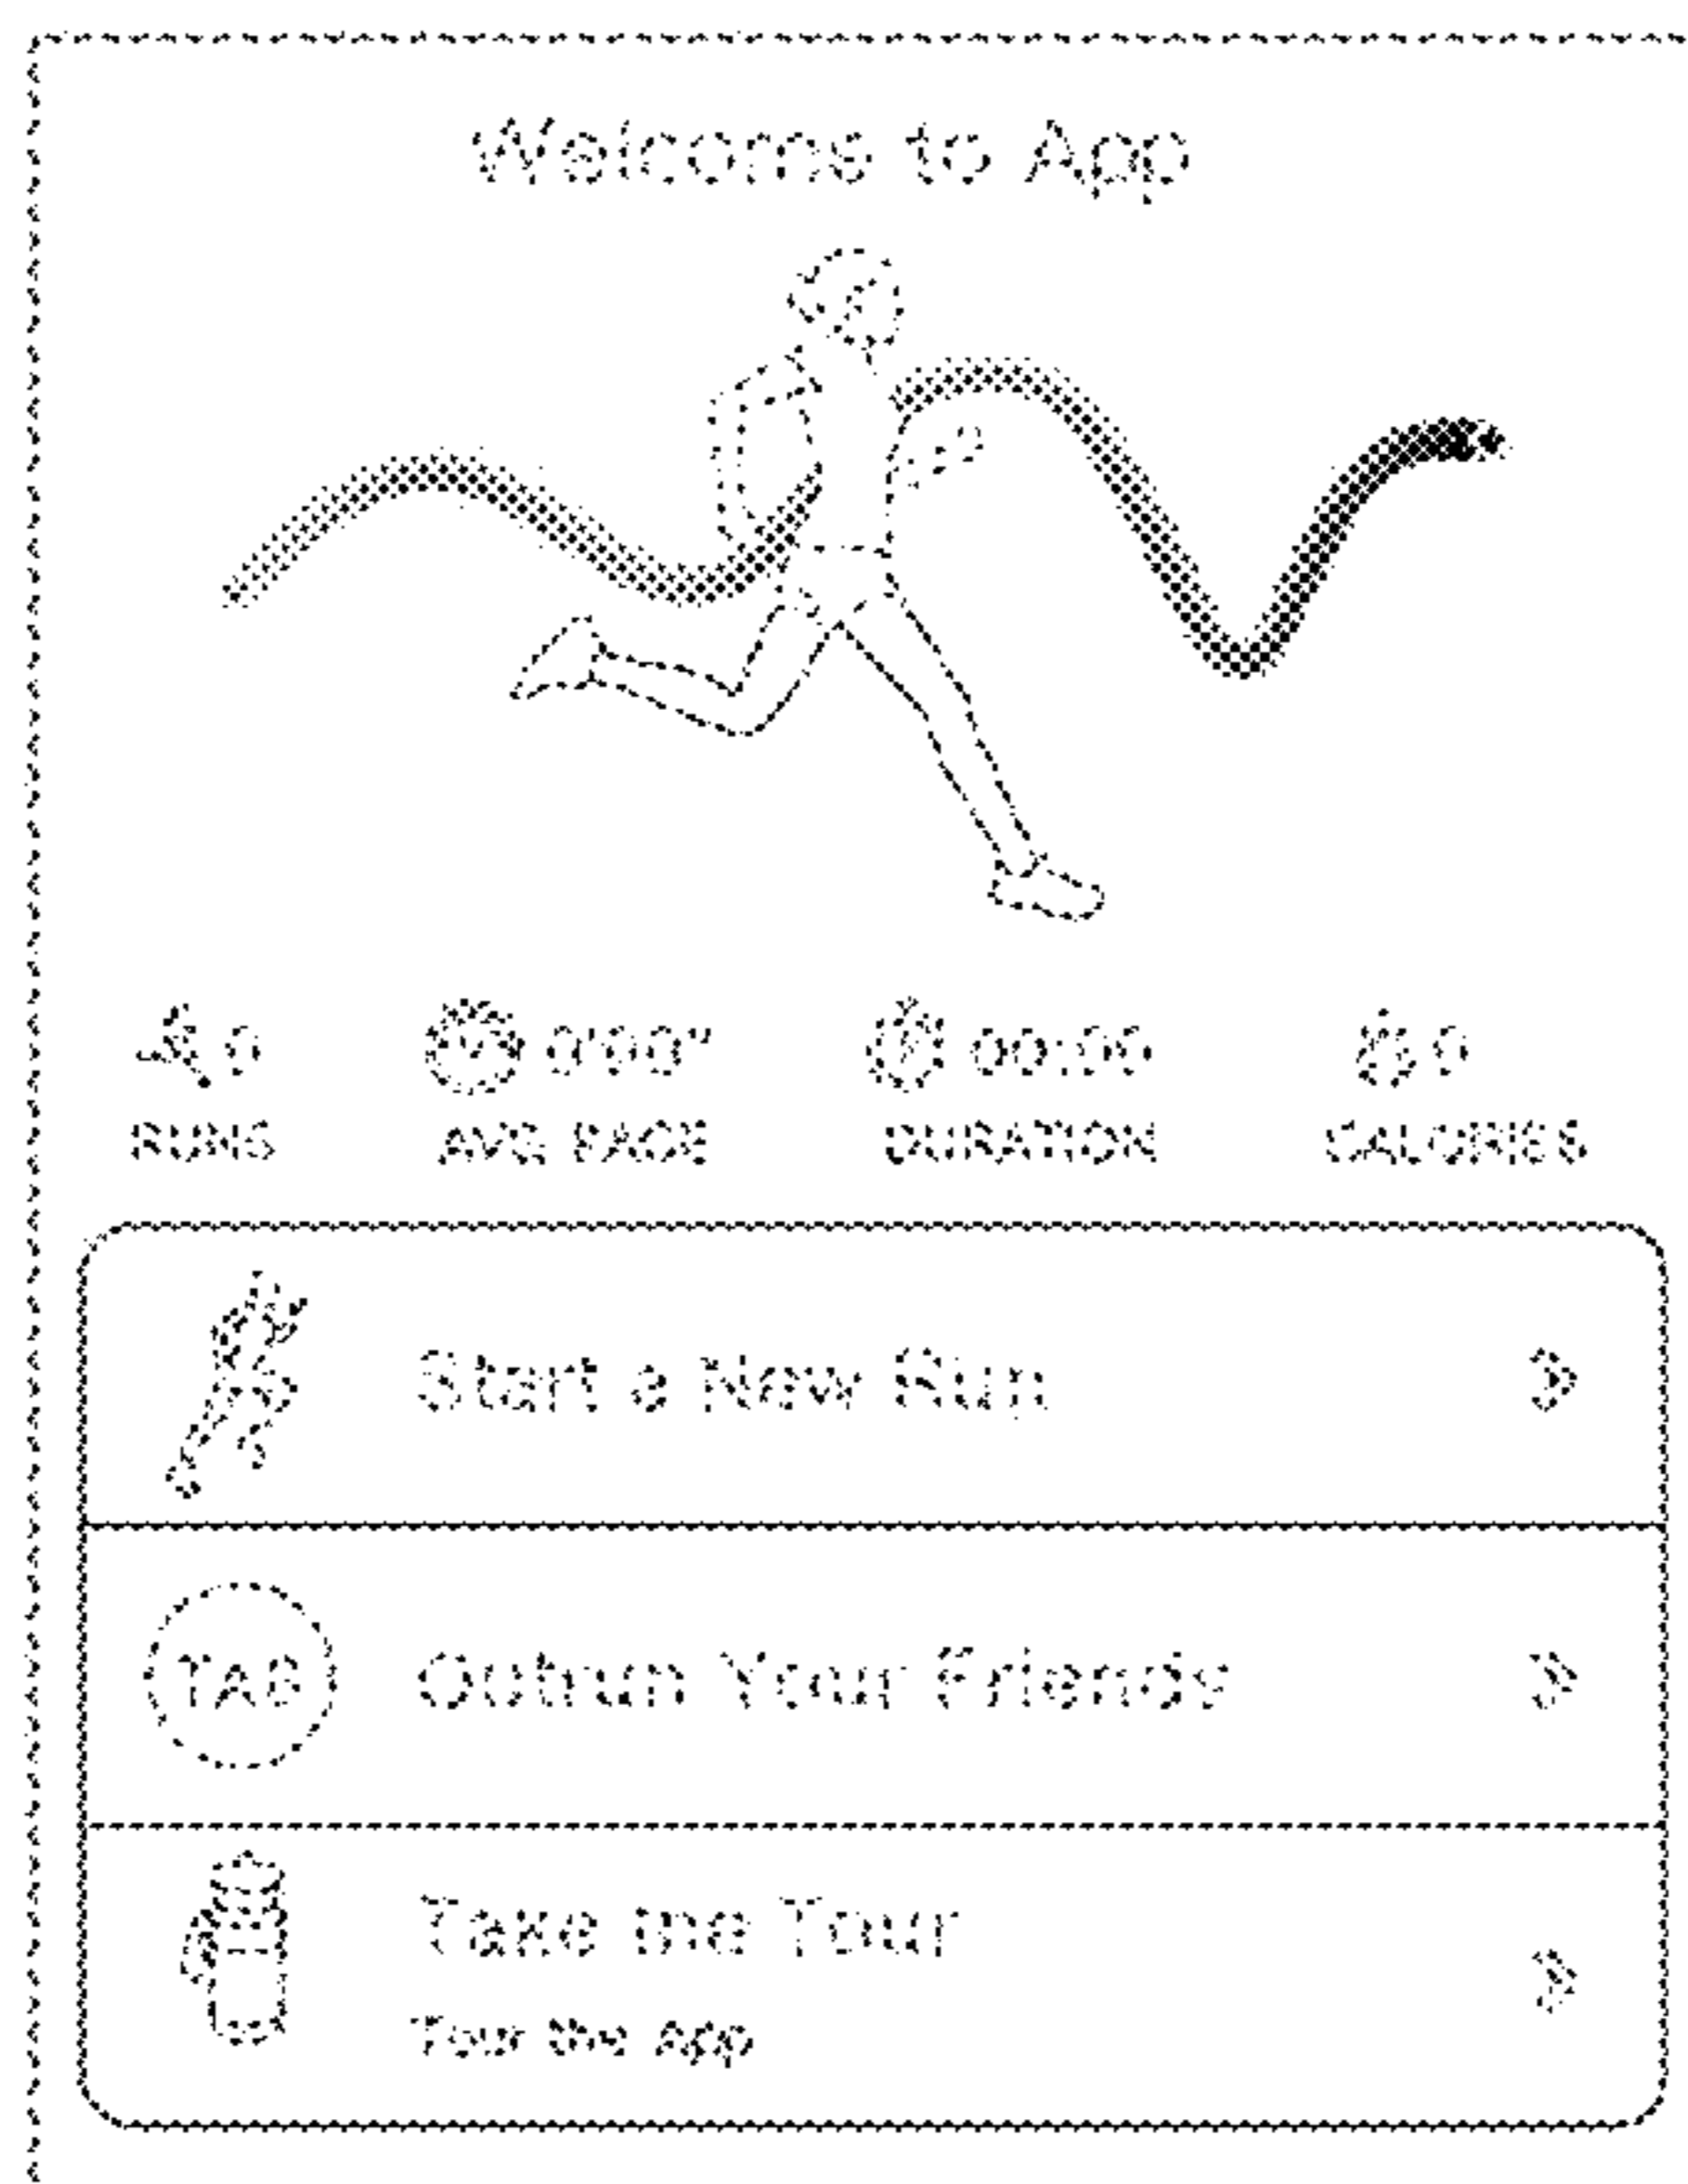 Welcome to App
0 0'00" 00:00 0
RUNS AVG PACE DURATION CALORIES
Start a New Run
TAB Outrun Your Friends
Take the Tour
Tour the App